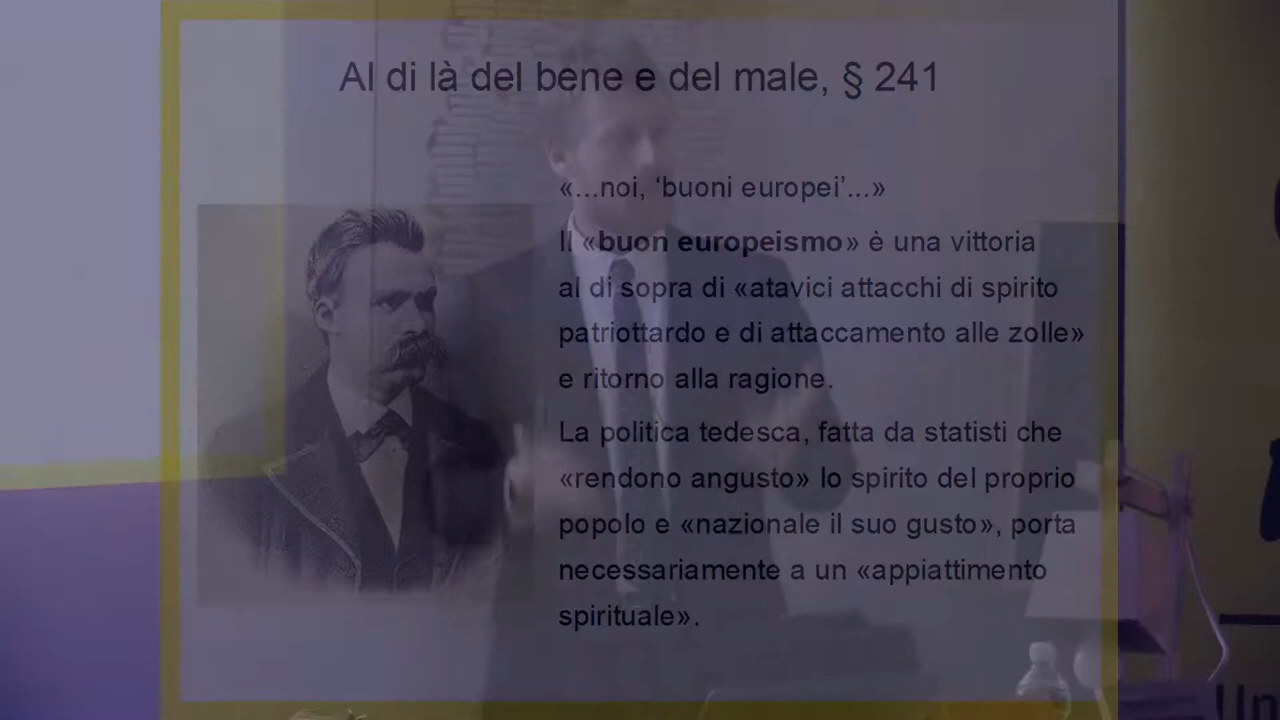 Al di là del bene e del male, § 241
«...noi, ‘buoni europei’...»
Il «buon europeismo» è una vittoria
al di sopra di «atavici attacchi di spirito
patriottardo e di attaccamento alle zolle»
e ritorno alla ragione.
La politica tedesca, fatta da statisti che
«rendono angusto» lo spirito del proprio
popolo e «nazionale il suo gusto», porta
necessariamente a un «appiattimento
spirituale».
Un